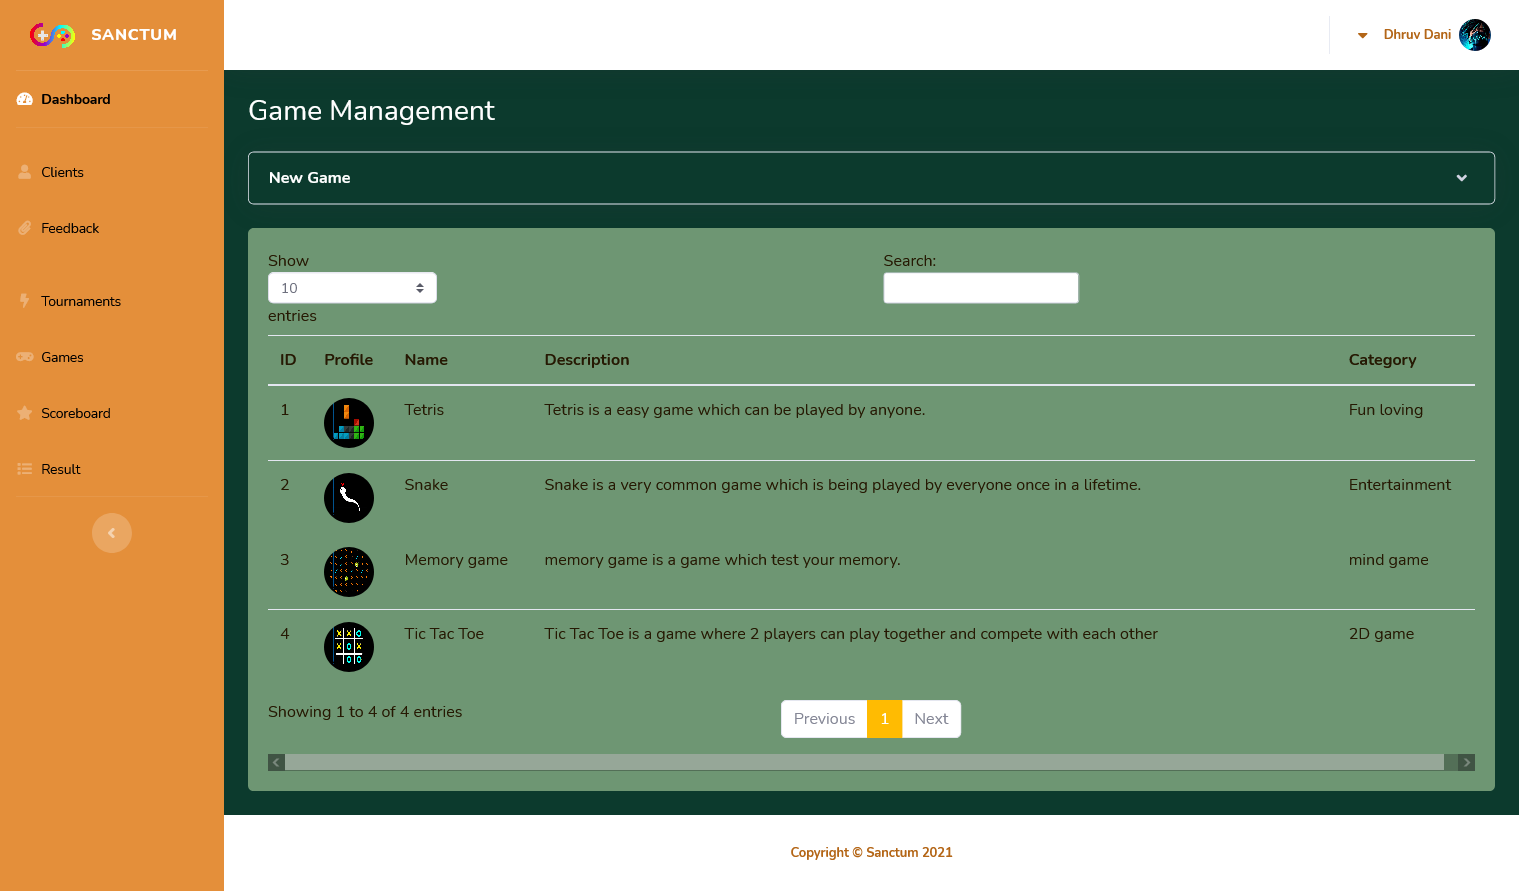 SANCTUM
Dhruv Dani
Dashboard
Clients
Feedback
Tournaments
Games
Scoreboard
Result
Game Management
New Game
Show
10
entries
Search:
ID Profile Name Description Category
1 Tetris Tetris is a easy game which can be played by anyone. Fun loving
2 Snake Snake is a very common game which is being played by everyone once in a lifetime. Entertainment
3 Memory game memory game is a game which test your memory. mind game
4 Tic Tac Toe Tic Tac Toe is a game where 2 players can play together and compete with each other 2D game
Showing 1 to 4 of 4 entries
Previous 1 Next
Copyright © Sanctum 2021